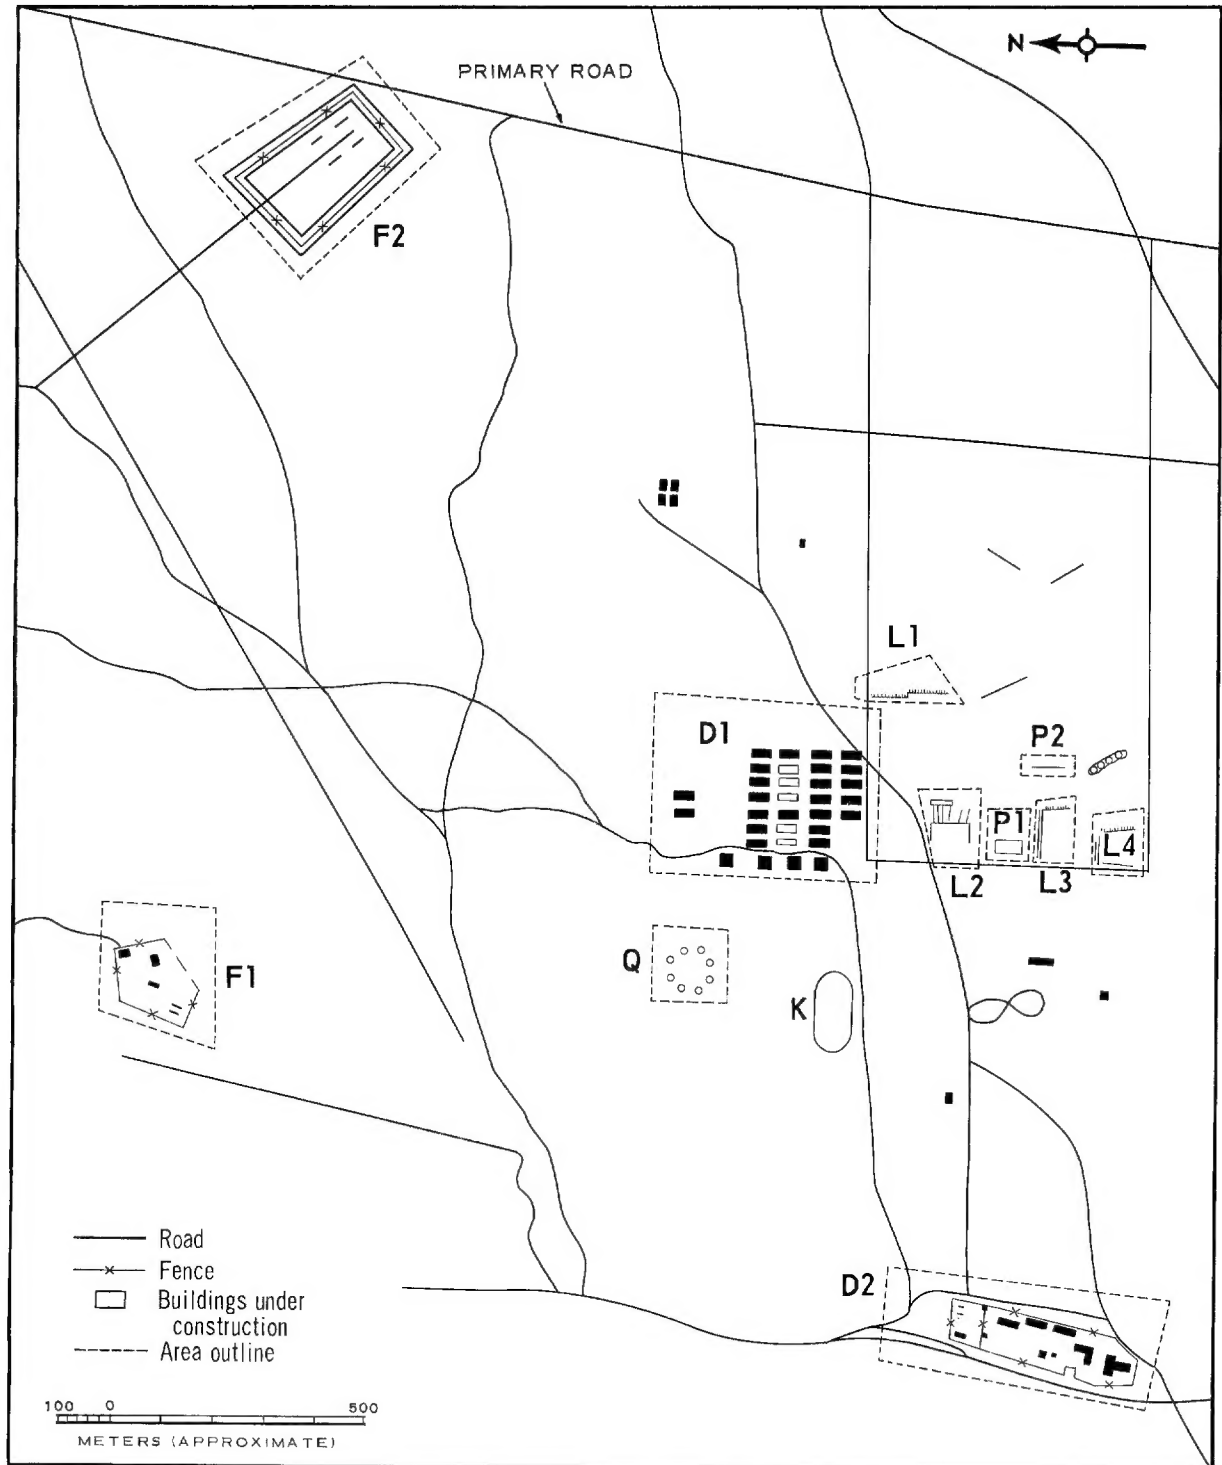 N
PRIMARY ROAD
F2
L1
P2
D1
P1
L4
L2
L3
Q
F1
K
D2
Road
Fence
Buildings under
construction
Area outline
100 0 500
METERS (APPROXIMATE)